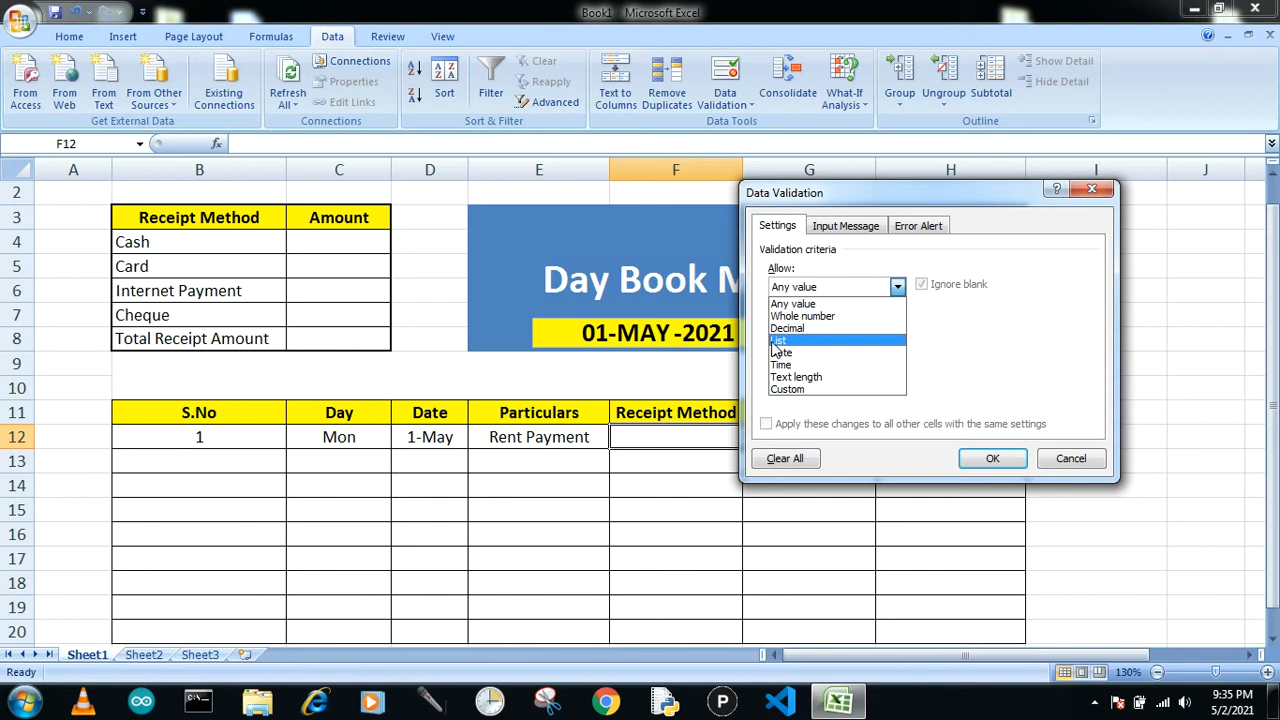 Book1 - Microsoft Excel
Home Insert Page Layout Formulas Data Review View
From Access
From Web
From Text
From Other Sources
Existing Connections
Get External Data
Refresh All
Connections
Properties
Edit Links
Connections
Sort
Filter
Clear
Reapply
Advanced
Sort & Filter
Text to Columns
Remove Duplicates
Data Validation
Consolidate
What-If Analysis
Data Tools
Group
Ungroup
Subtotal
Show Detail
Hide Detail
Outline
F12 fx
A B C D E F G H I J
2
3 Receipt Method Amount
4 Cash
5 Card
6 Internet Payment
7 Cheque
8 Total Receipt Amount
9
10
Day Book M
01-MAY -2021
11 S.No Day Date Particulars Receipt Method
12 1 Mon 1-May Rent Payment
13
14
15
16
17
18
19
20
Data Validation
Settings Input Message Error Alert
Validation criteria
Allow:
Any value
Ignore blank
Any value
Whole number
Decimal
List
Date
Time
Text length
Custom
Apply these changes to all other cells with the same settings
Clear All OK Cancel
Sheet1 Sheet2 Sheet3
Ready 130%
9:35 PM
5/2/2021